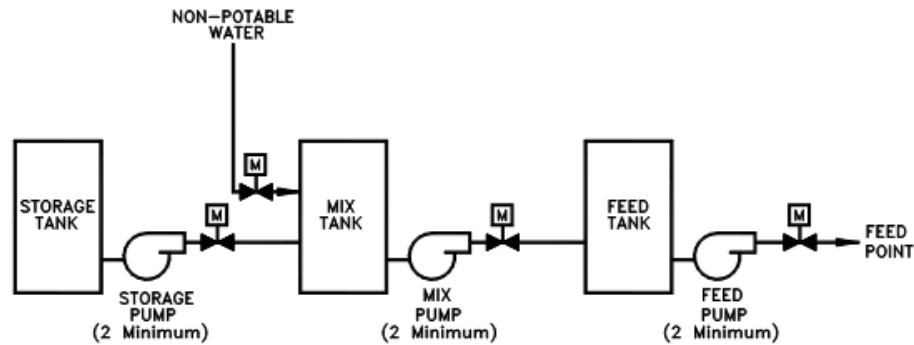 NON-POTABLE
WATER
M
STORAGE
TANK
M
STORAGE
PUMP
(2 Minimum)
MIX
TANK
M
MIX
PUMP
(2 Minimum)
FEED
TANK
M
FEED
PUMP
(2 Minimum)
FEED
POINT